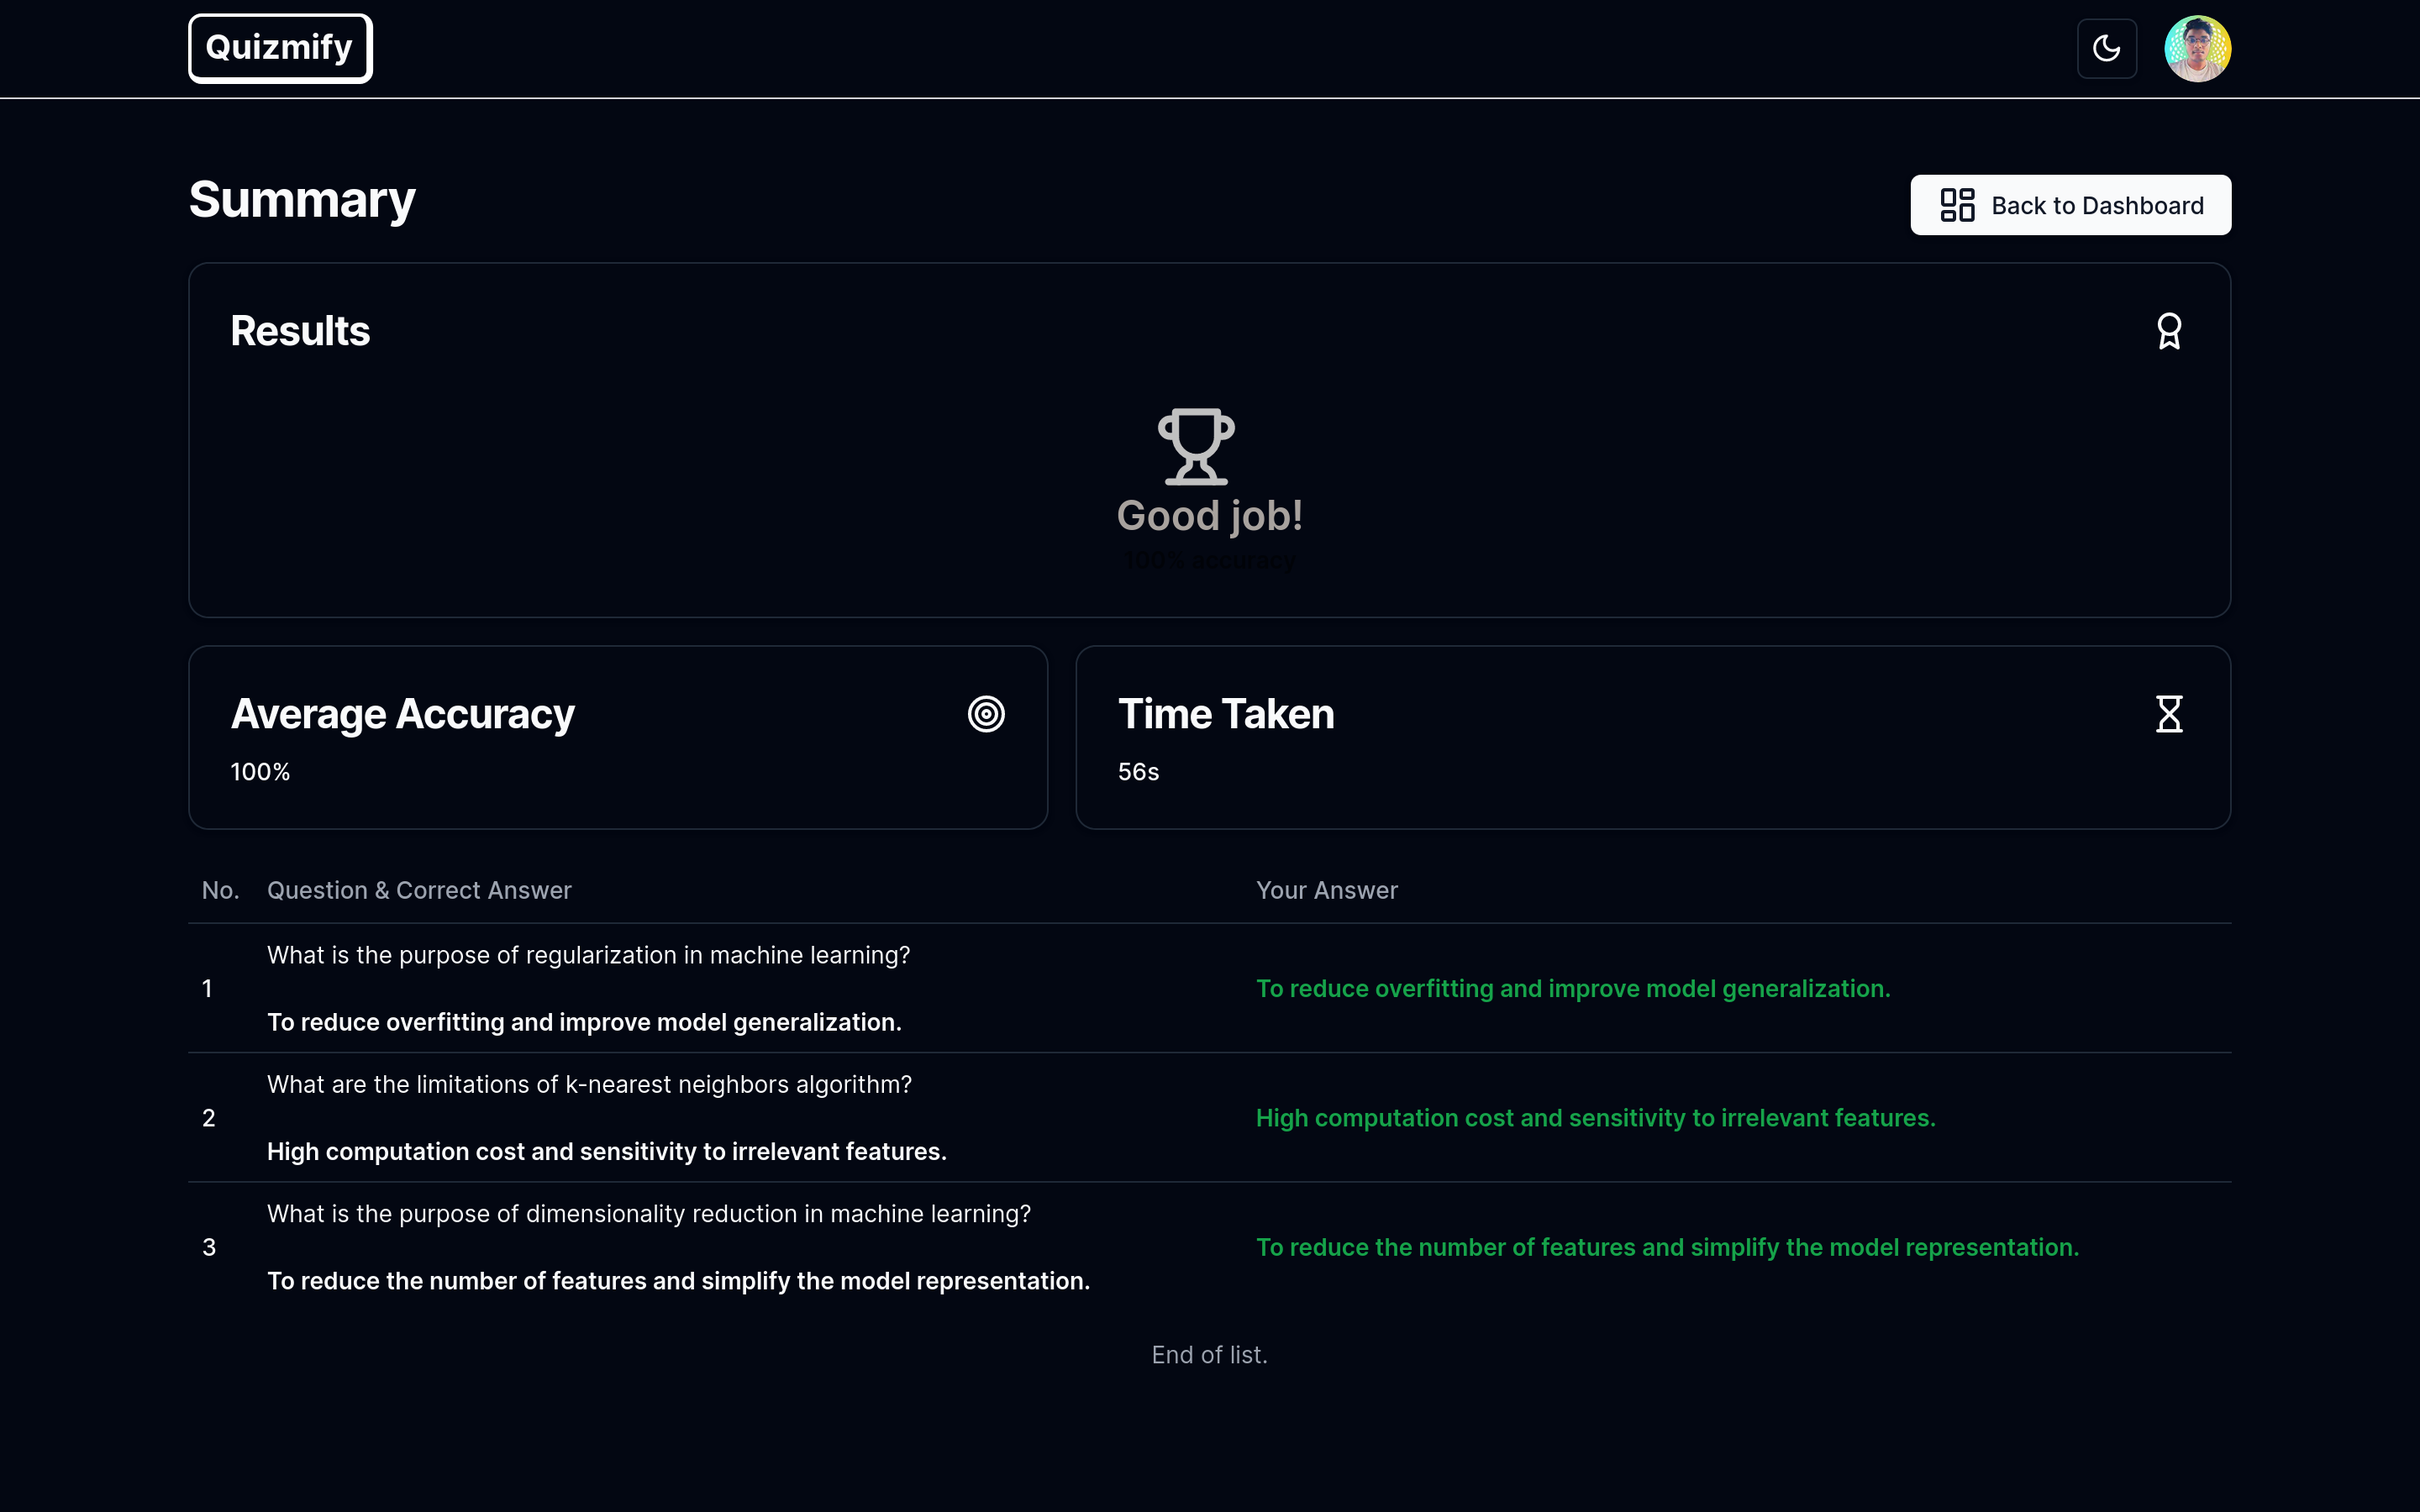 Quizmify
Summary
Back to Dashboard
Results
Good job!
100% accuracy
Average Accuracy
100%
Time Taken
56s
No. Question & Correct Answer Your Answer
What is the purpose of regularization in machine learning?
1 To reduce overfitting and improve model generalization.
To reduce overfitting and improve model generalization.
What are the limitations of k-nearest neighbors algorithm?
2 High computation cost and sensitivity to irrelevant features.
High computation cost and sensitivity to irrelevant features.
What is the purpose of dimensionality reduction in machine learning?
3 To reduce the number of features and simplify the model representation.
To reduce the number of features and simplify the model representation.
End of list.